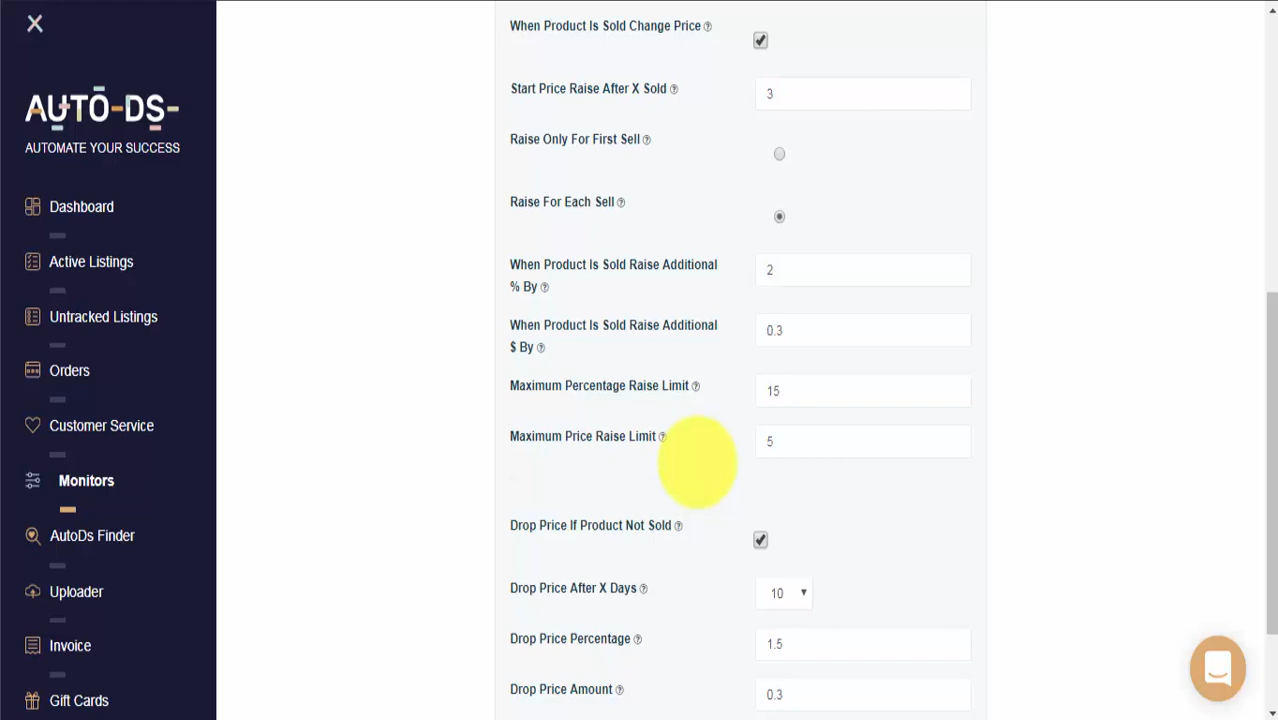 AUTO-DS-
AUTOMATE YOUR SUCCESS
Dashboard
Active Listings
Untracked Listings
Orders
Customer Service
Monitors
AutoDs Finder
Uploader
Invoice
Gift Cards
When Product Is Sold Change Price
Start Price Raise After X Sold
3
Raise Only For First Sell
Raise For Each Sell
When Product Is Sold Raise Additional
% By
2
When Product Is Sold Raise Additional
$ By
0.3
Maximum Percentage Raise Limit
15
Maximum Price Raise Limit
5
Drop Price If Product Not Sold
Drop Price After X Days
10
Drop Price Percentage
1.5
Drop Price Amount
0.3